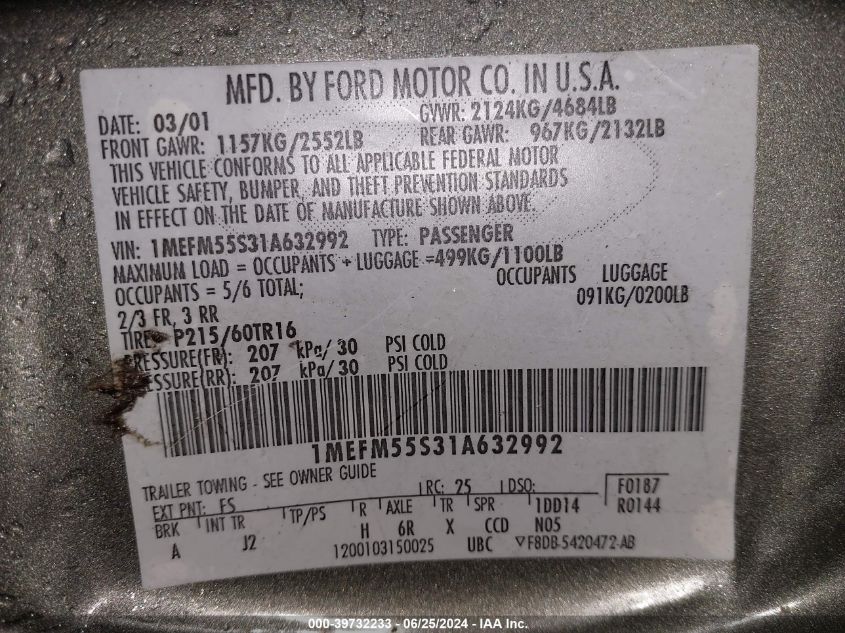 MFD. BY FORD MOTOR CO. IN U.S.A.
DATE: 03/01 GVWR: 2124KG/4684LB
FRONT GAWR: 1157KG/2552LB REAR GAWR: 967KG/2132LB
THIS VEHICLE CONFORMS TO ALL APPLICABLE FEDERAL MOTOR
VEHICLE SAFETY, BUMPER, AND THEFT PREVENTION STANDARDS
IN EFFECT ON THE DATE OF MANUFACTURE SHOWN ABOVE.
VIN: 1MEFM55S31A632992 TYPE: PASSENGER
MAXIMUM LOAD = OCCUPANTS + LUGGAGE =499KG/1100LB
OCCUPANTS = 5/6 TOTAL; OCCUPANTS LUGGAGE
2/3 FR, 3 RR 091KG/0200LB
TIRE: P215/60TR16
PRESSURE(FR): 207 kPa/ 30 PSI COLD
PRESSURE(RR): 207 kPa/ 30 PSI COLD
1MEFM55S31A632992
TRAILER TOWING - SEE OWNER GUIDE
EXT PNT: FS RC: 25 DSO: F0187
BRK INT TR TP/PS R AXLE TR SPR 1DD14 R0144
A J2 H 6R X CCD N05
1200103150025 UBC ▽F8DB-5420472-AB
000-39732233 - 06/25/2024 - IAA Inc.